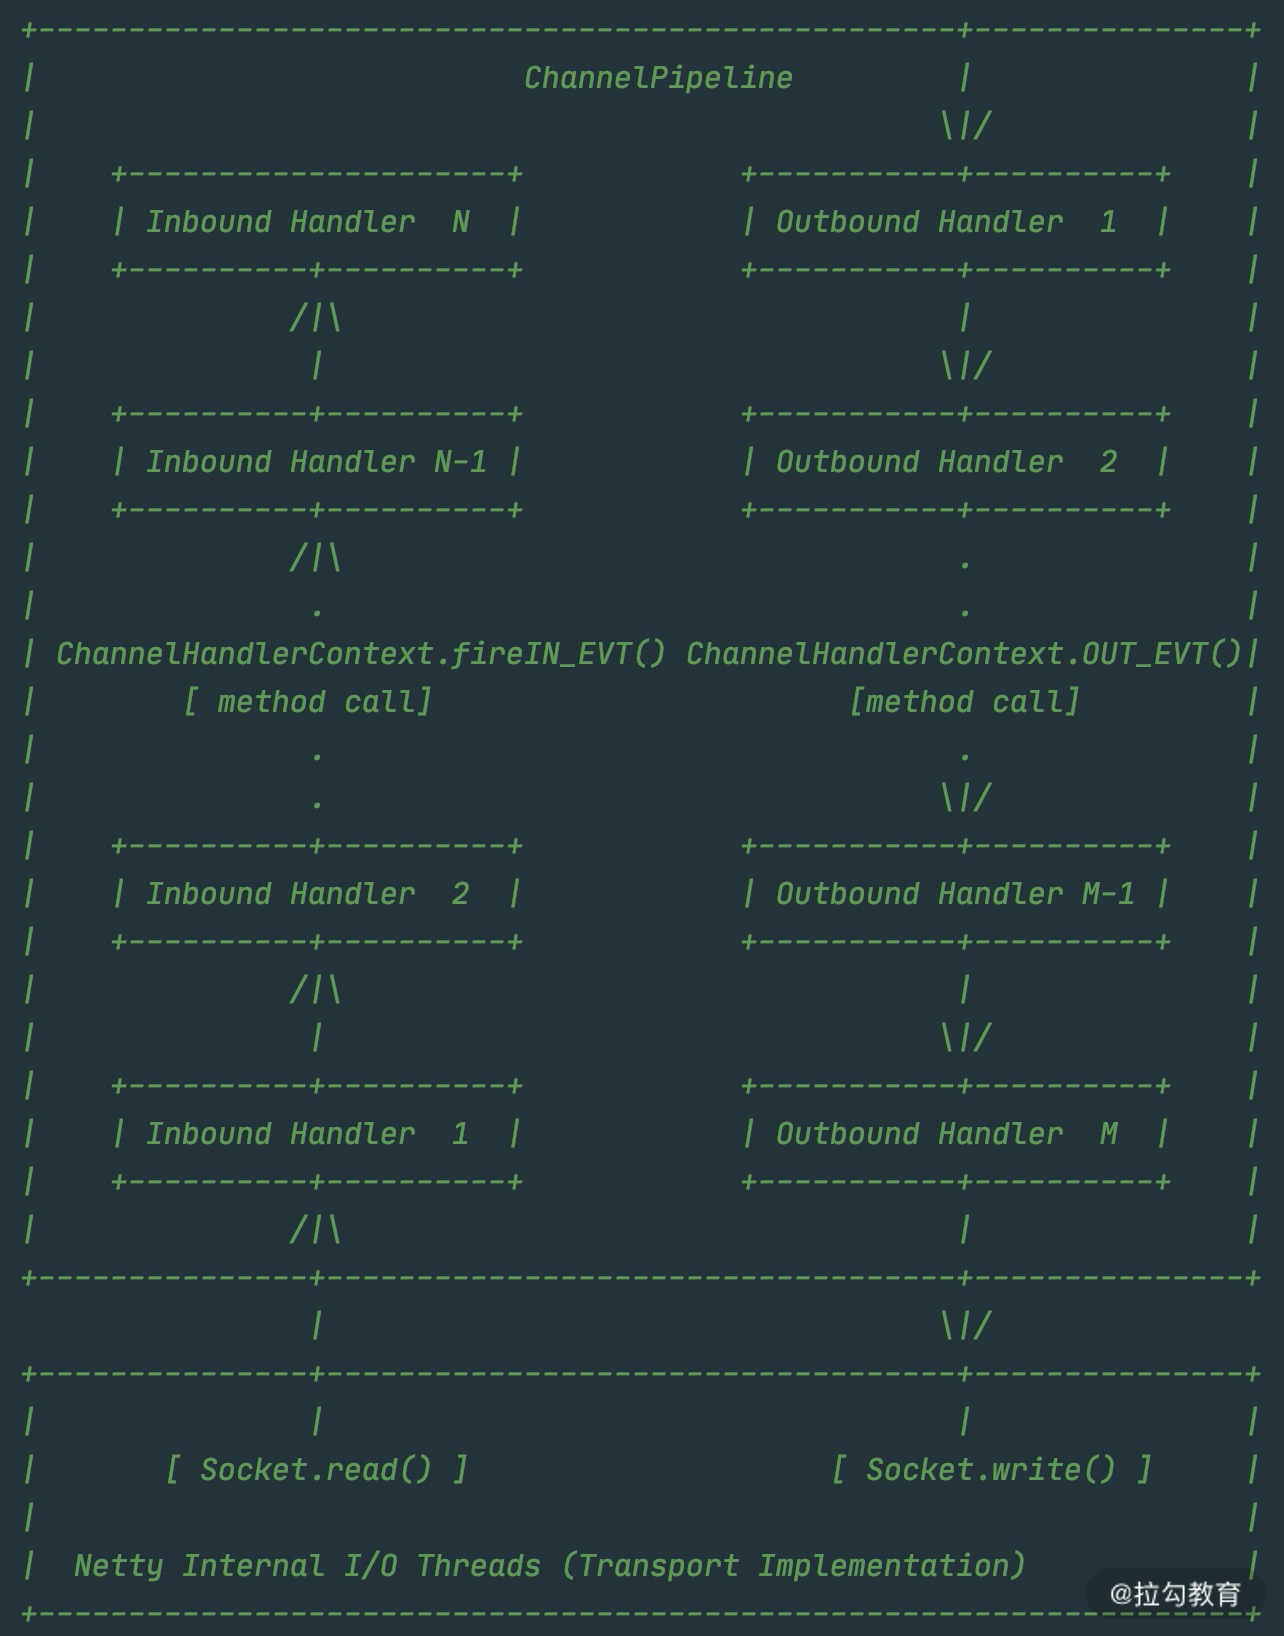 ChannelPipeline
Inbound Handler N Outbound Handler 1
Inbound Handler N-1 Outbound Handler 2
ChannelHandlerContext.fireIN_EVT() ChannelHandlerContext.OUT_EVT()
[ method call] [method call]
Inbound Handler 2 Outbound Handler M-1
Inbound Handler 1 Outbound Handler M
[ Socket.read() ] [ Socket.write() ]
Netty Internal I/O Threads (Transport Implementation)
@拉勾教育